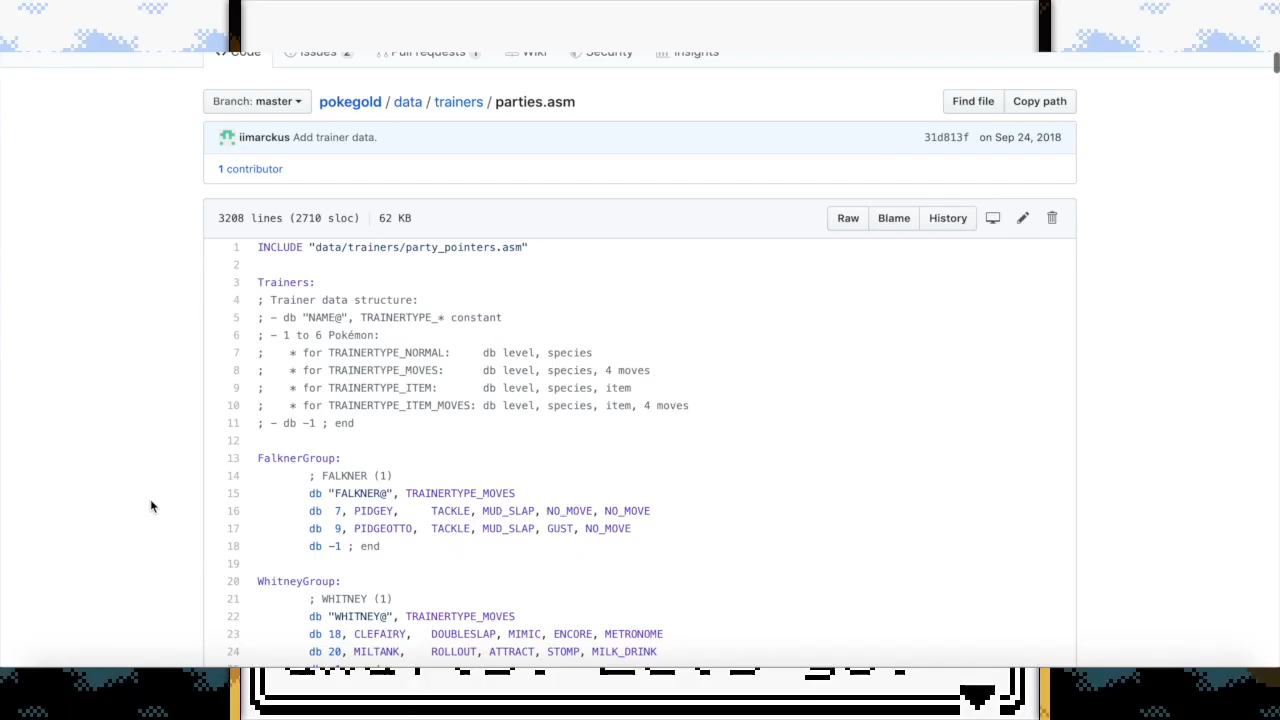 Code Issues 2 Pull requests 1 Wiki Security Insights
Branch: master pokegold / data / trainers / parties.asm Find file Copy path
iimarckus Add trainer data. 31d813f on Sep 24, 2018
1 contributor
3208 lines (2710 sloc) 62 KB Raw Blame History
1 INCLUDE "data/trainers/party_pointers.asm"
2
3 Trainers:
4 ; Trainer data structure:
5 ; - db "NAME@", TRAINERTYPE_* constant
6 ; - 1 to 6 Pokémon:
7 ;    * for TRAINERTYPE_NORMAL:     db level, species
8 ;    * for TRAINERTYPE_MOVES:      db level, species, 4 moves
9 ;    * for TRAINERTYPE_ITEM:       db level, species, item
10 ;    * for TRAINERTYPE_ITEM_MOVES: db level, species, item, 4 moves
11 ; - db -1 ; end
12
13 FalknerGroup:
14 ; FALKNER (1)
15 db "FALKNER@", TRAINERTYPE_MOVES
16 db  7, PIDGEY,     TACKLE, MUD_SLAP, NO_MOVE, NO_MOVE
17 db  9, PIDGEOTTO,  TACKLE, MUD_SLAP, GUST, NO_MOVE
18 db -1 ; end
19
20 WhitneyGroup:
21 ; WHITNEY (1)
22 db "WHITNEY@", TRAINERTYPE_MOVES
23 db 18, CLEFAIRY,   DOUBLESLAP, MIMIC, ENCORE, METRONOME
24 db 20, MILTANK,    ROLLOUT, ATTRACT, STOMP, MILK_DRINK